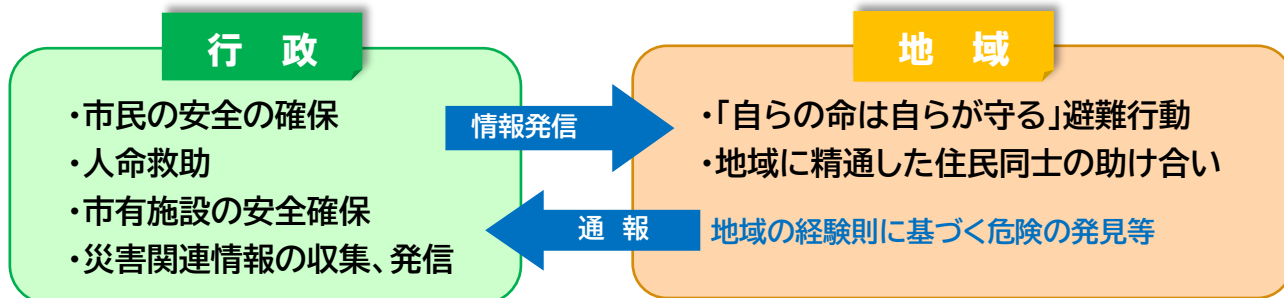 行 政
・市民の安全の確保
・人命救助
・市有施設の安全確保
・災害関連情報の収集、発信
情報発信
通 報
地 域
・「自らの命は自らが守る」避難行動
・地域に精通した住民同士の助け合い
地域の経験則に基づく危険の発見等